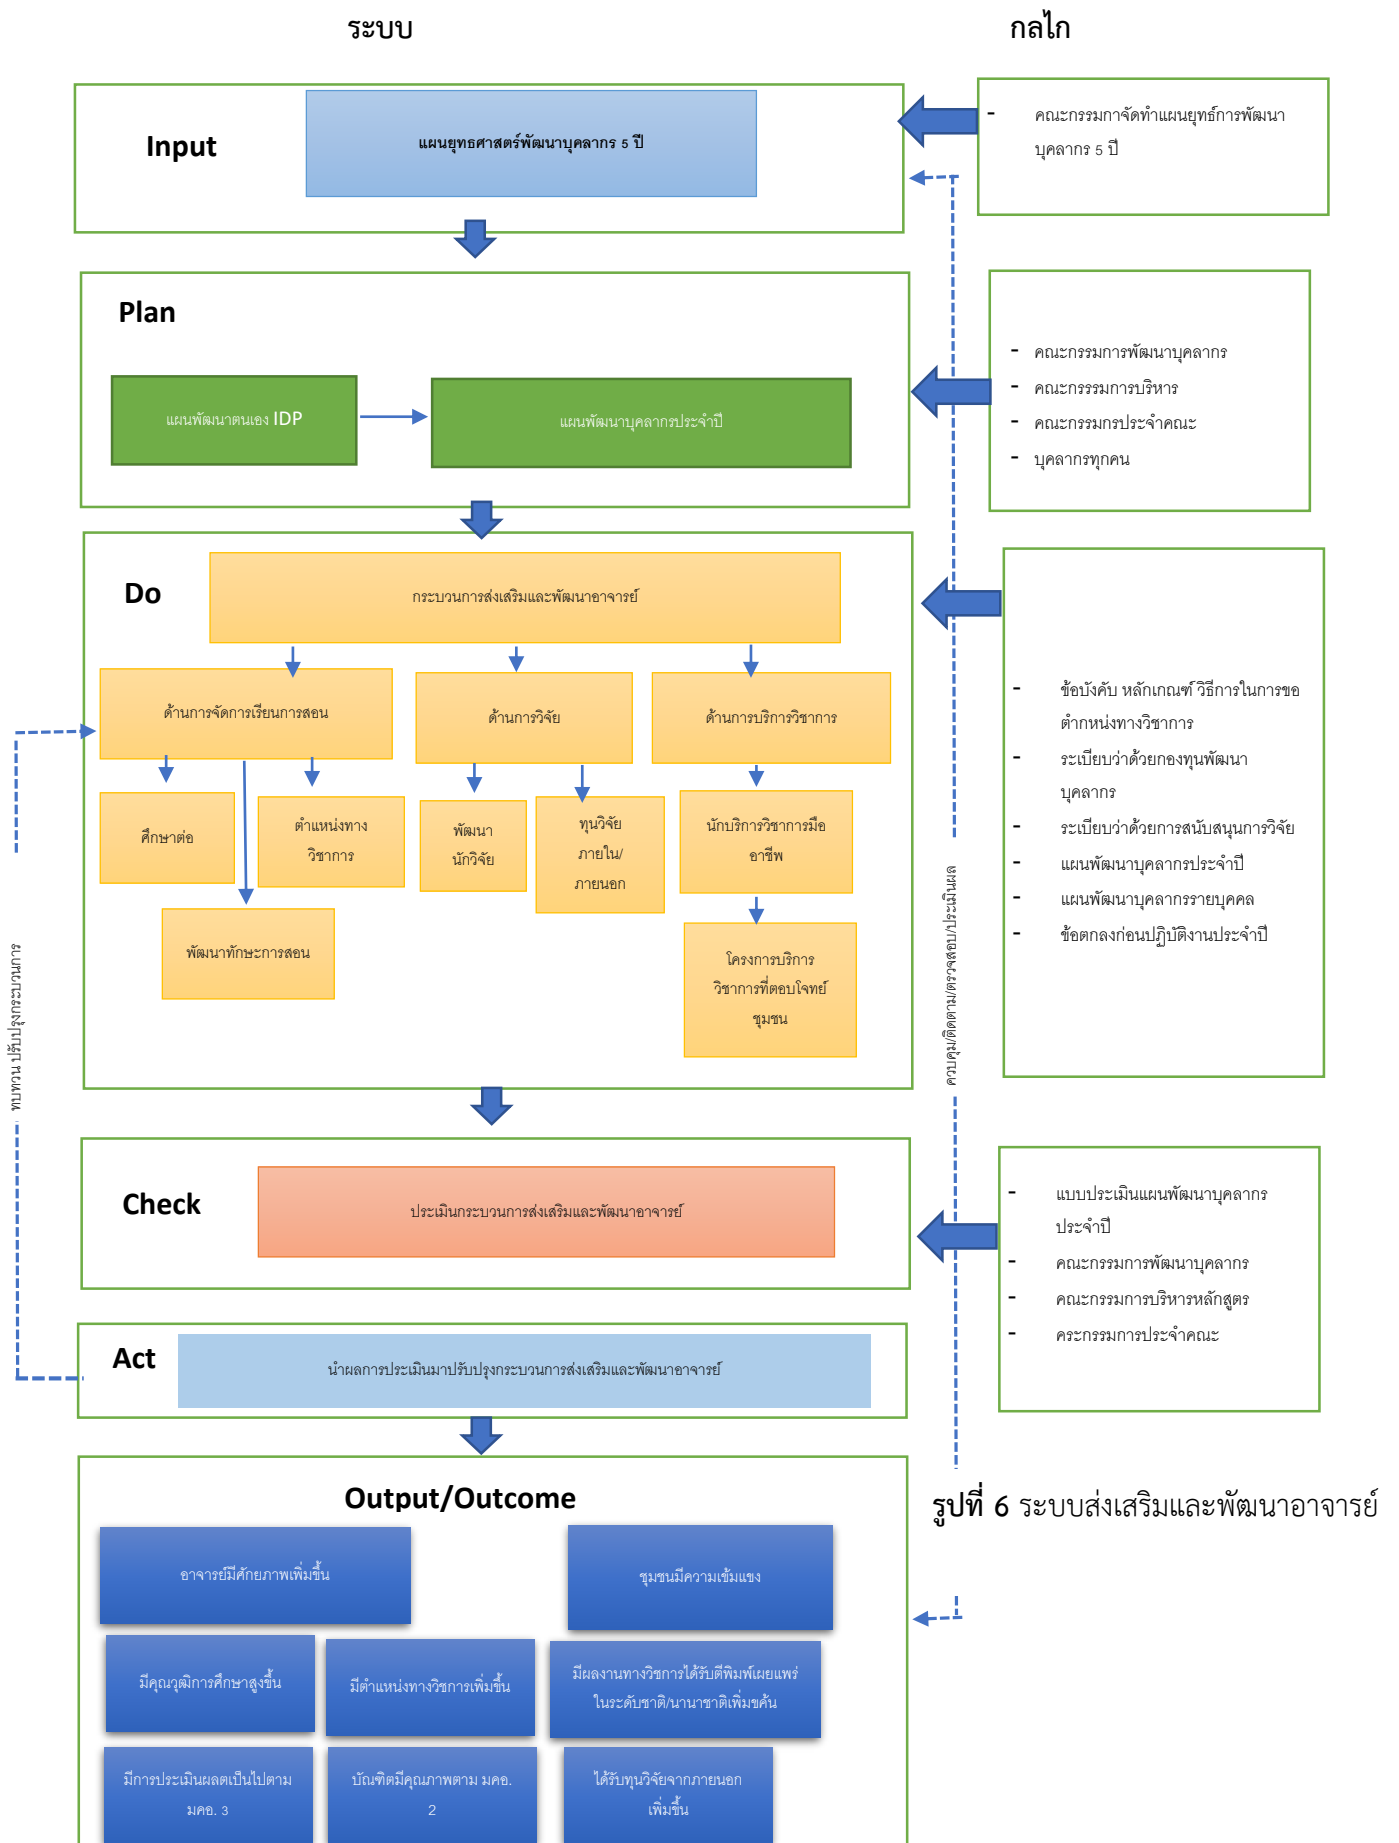 ระบบ
กลไก
Input
แผนยุทธศาสตร์พัฒนาบุคลากร 5 ปี
- คณะกรรมกาจัดทำแผนยุทธ์การพัฒนา
บุคลากร 5 ปี
Plan
แผนพัฒนาตนเอง IDP
แผนพัฒนาบุคลากรประจำปี
- คณะกรรมการพัฒนาบุคลากร
- คณะกรรรมการบริหาร
- คณะกรรมกรประจำคณะ
- บุคลากรทุกคน
Do
กระบวนการส่งเสริมและพัฒนาอาจารย์
ด้านการจัดการเรียนการสอน
ด้านการวิจัย
ด้านการบริการวิชาการ
ศึกษาต่อ
ตำแหน่งทาง
วิชาการ
พัฒนา
นักวิจัย
ทุนวิจัย
ภายใน/
ภายนอก
นักบริการวิชาการมือ
อาชีพ
พัฒนาทักษะการสอน
โครงการบริการ
วิชาการที่ตอบโจทย์
ชุมชน
- ข้อบังคับ หลักเกณฑ์ วิธีการในการขอ
ตำกหน่งทางวิชาการ
- ระเบียบว่าด้วยกองทุนพัฒนา
บุคลากร
- ระเบียบว่าด้วยการสนับสนุนการวิจัย
- แผนพัฒนาบุคลากรประจำปี
- แผนพัฒนาบุคลากรรายบุคคล
- ข้อตกลงก่อนปฏิบัติงานประจำปี
ทบทวน ปรับปรุงกระบวนการ
ควบคุม/ติดตาม/ตรวจสอบ/ประเมินผล
Check
ประเมินกระบวนการส่งเสริมและพัฒนาอาจารย์
- แบบประเมินแผนพัฒนาบุคลากร
ประจำปี
- คณะกรรมการพัฒนาบุคลากร
- คณะกรรมการบริหารหลักสูตร
- คระกรรมการประจำคณะ
Act
นำผลการประเมินมาปรับปรุงกระบวนการส่งเสริมและพัฒนาอาจารย์
Output/Outcome
รูปที่ 6 ระบบส่งเสริมและพัฒนาอาจารย์
อาจารย์มีศักยภาพเพิ่มขึ้น
ชุมชนมีความเข้มแขง
มีคุณวุฒิการศึกษาสูงขึ้น
มีตำแหน่งทางวิชการเพิ่มขึ้น
มีผลงานทางวิชการได้รับตีพิมพ์เผยแพร่
ในระดับชาติ/นานาชาติเพิ่มขค้น
มีการประเมินผลตเป็นไปตาม
มคอ. 3
บัณฑิตมีคุณภาพตาม มคอ.
2
ได้รับทุนวิจัยจากภายนอก
เพิ่มขึ้น